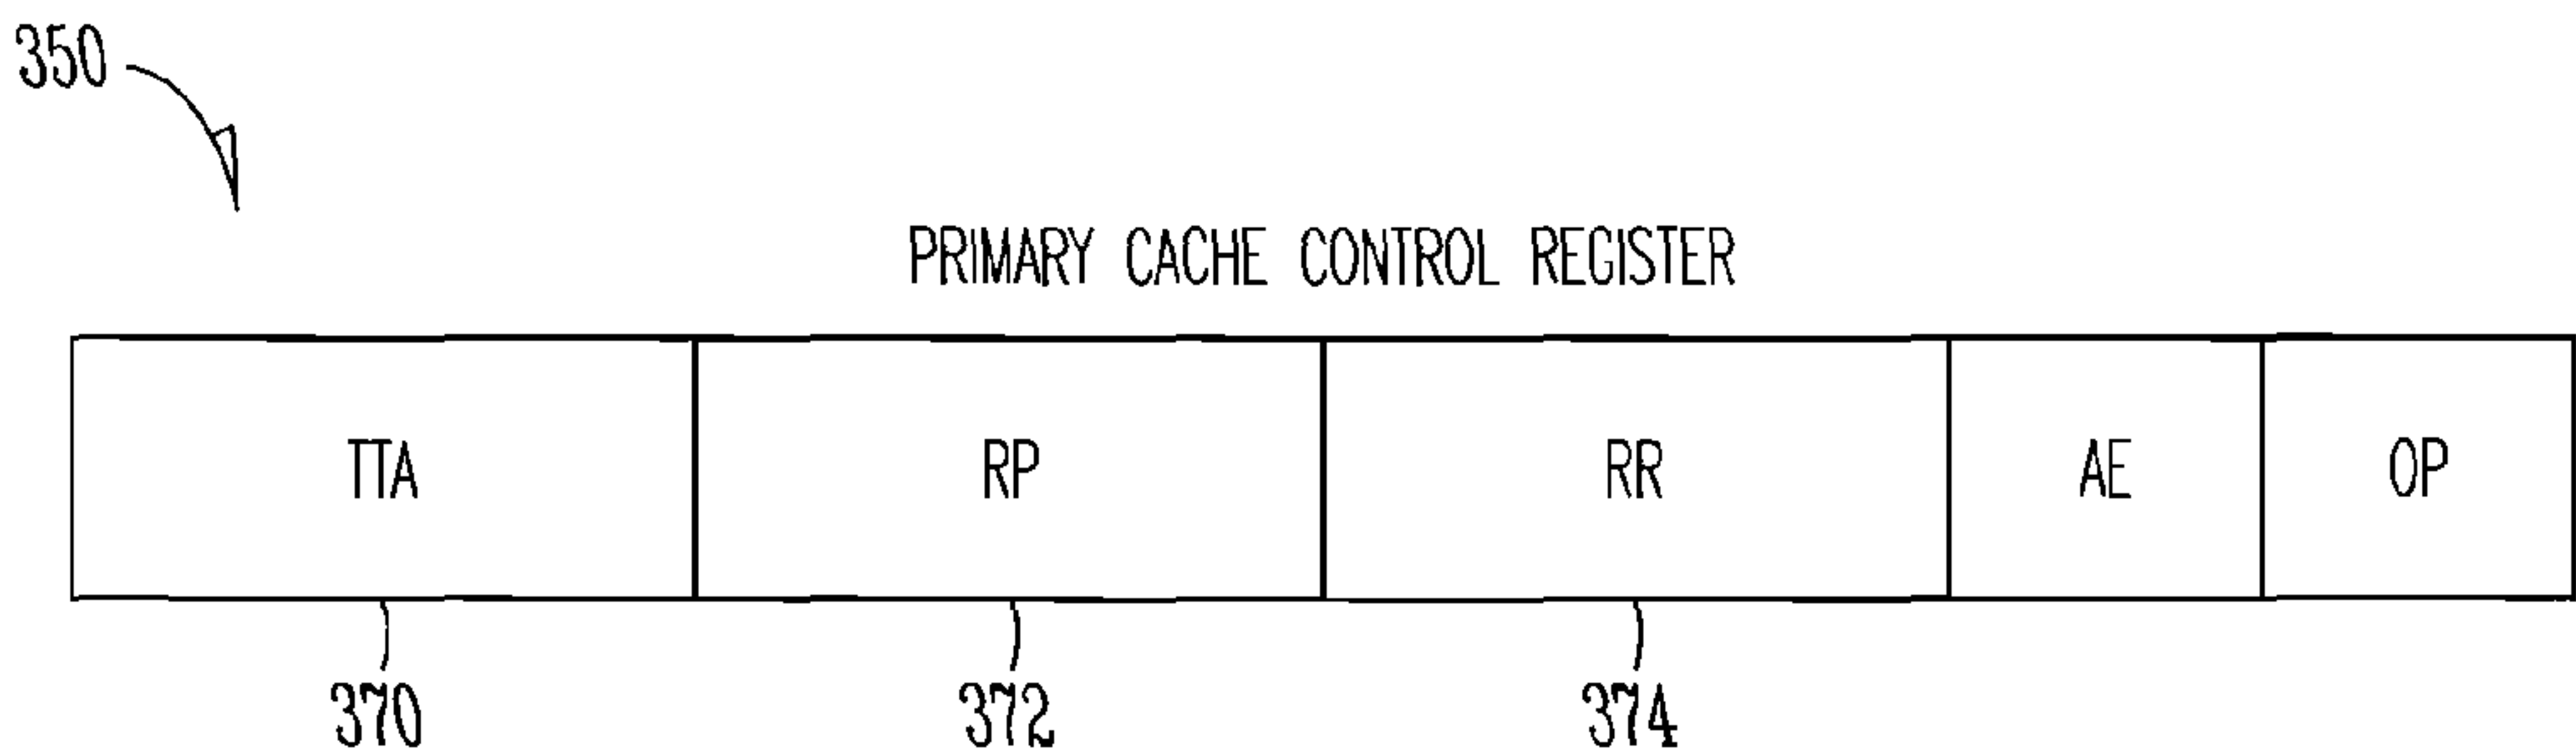 350
PRIMARY CACHE CONTROL REGISTER
TTA RP RR AE OP
370 372 374